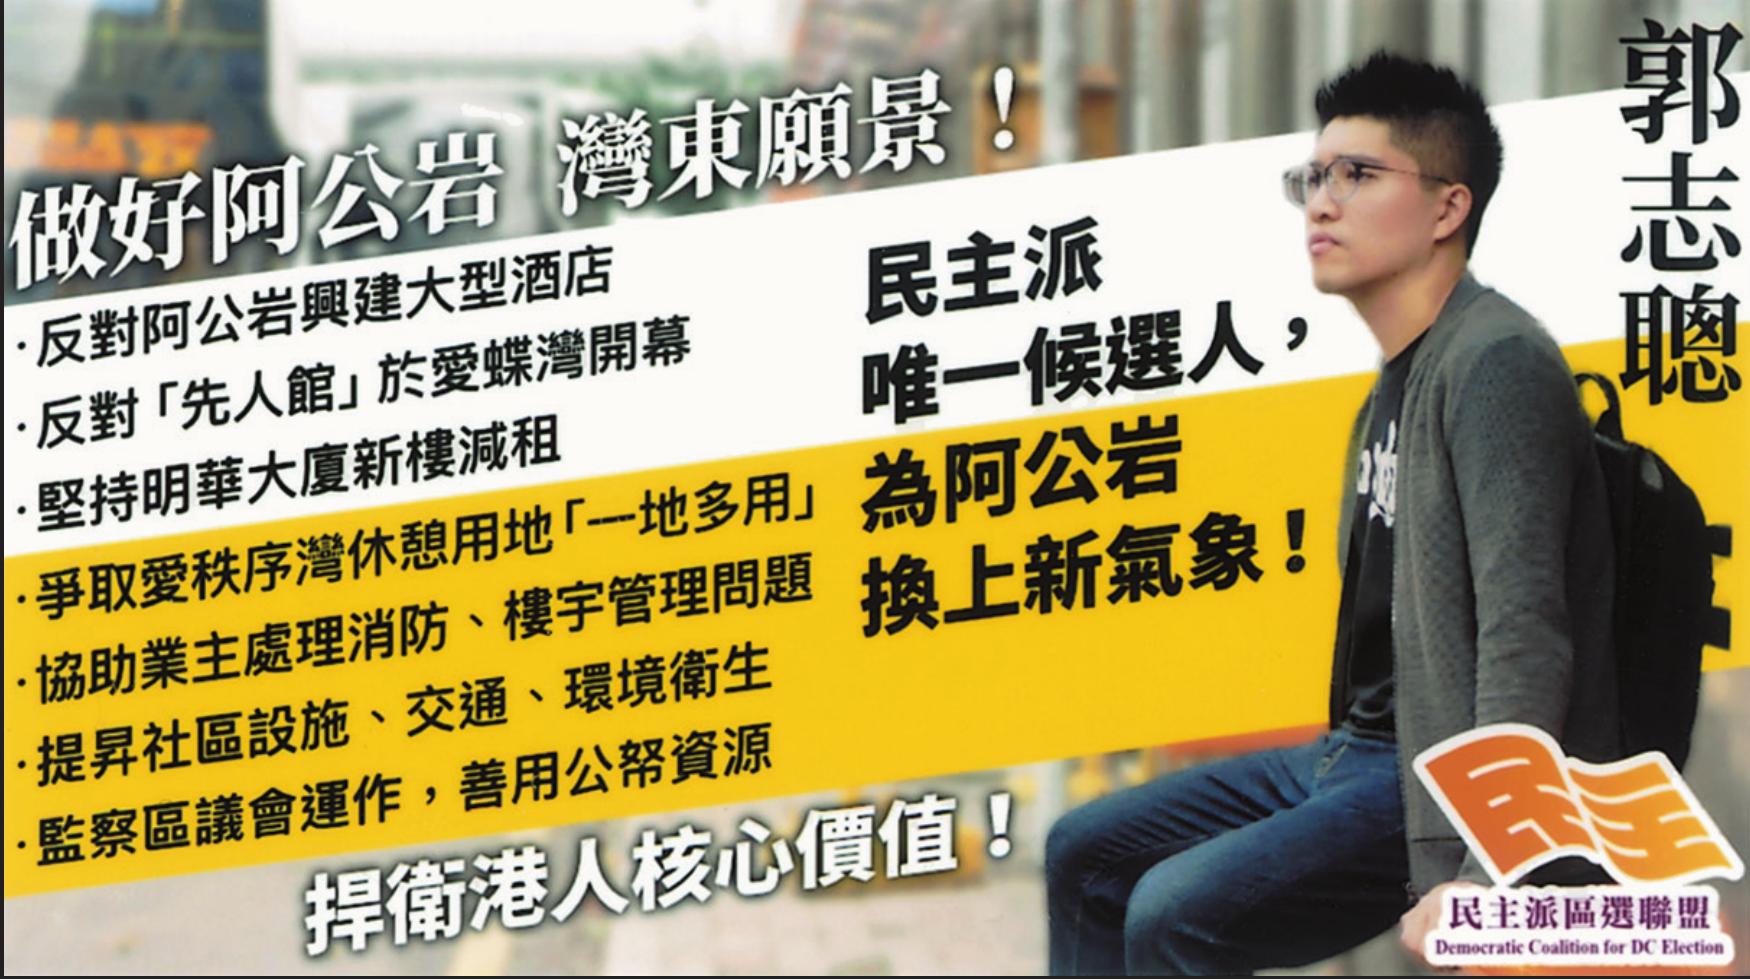 做好阿公岩 灣東願景！
·反對阿公岩興建大型酒店
·反對「先人館」於愛蝶灣開幕
·堅持明華大廈新樓減租
·爭取愛秩序灣休憩用地「一地多用」
·協助業主處理消防、樓宇管理問題
·提昇社區設施、交通、環境衛生
·監察區議會運作，善用公帑資源
捍衛港人核心價值！
民主派
唯一候選人，
為阿公岩
換上新氣象！
郭志聰
民主
民主派區選聯盟
Democratic Coalition for DC Election